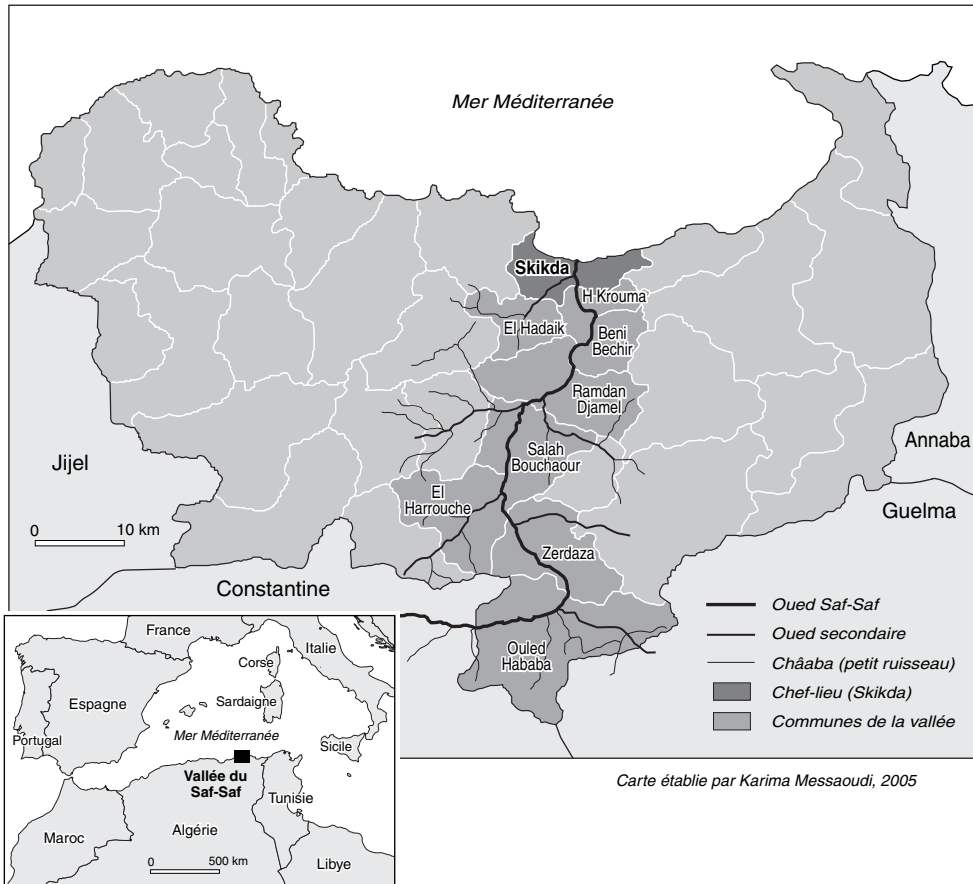 Mer Méditerranée
Skikda
H Krouma
El Hadaik
Beni
Bechir
Ramdan
Djamel
Annaba
Jijel
Salah
Bouchaour
El
Harrouche
Guelma
0 10 km
Zerdaza
Constantine
Oued Saf-Saf
Oued secondaire
Châaba (petit ruisseau)
Chef-lieu (Skikda)
Communes de la vallée
Ouled
Hababa
France
Italie
Corse
Espagne
Sardaigne
Mer Méditerranée
Portugal
Sicile
Vallée du
Saf-Saf
Tunisie
Maroc
Algérie
0 500 km
Libye
Carte établie par Karima Messaoudi, 2005